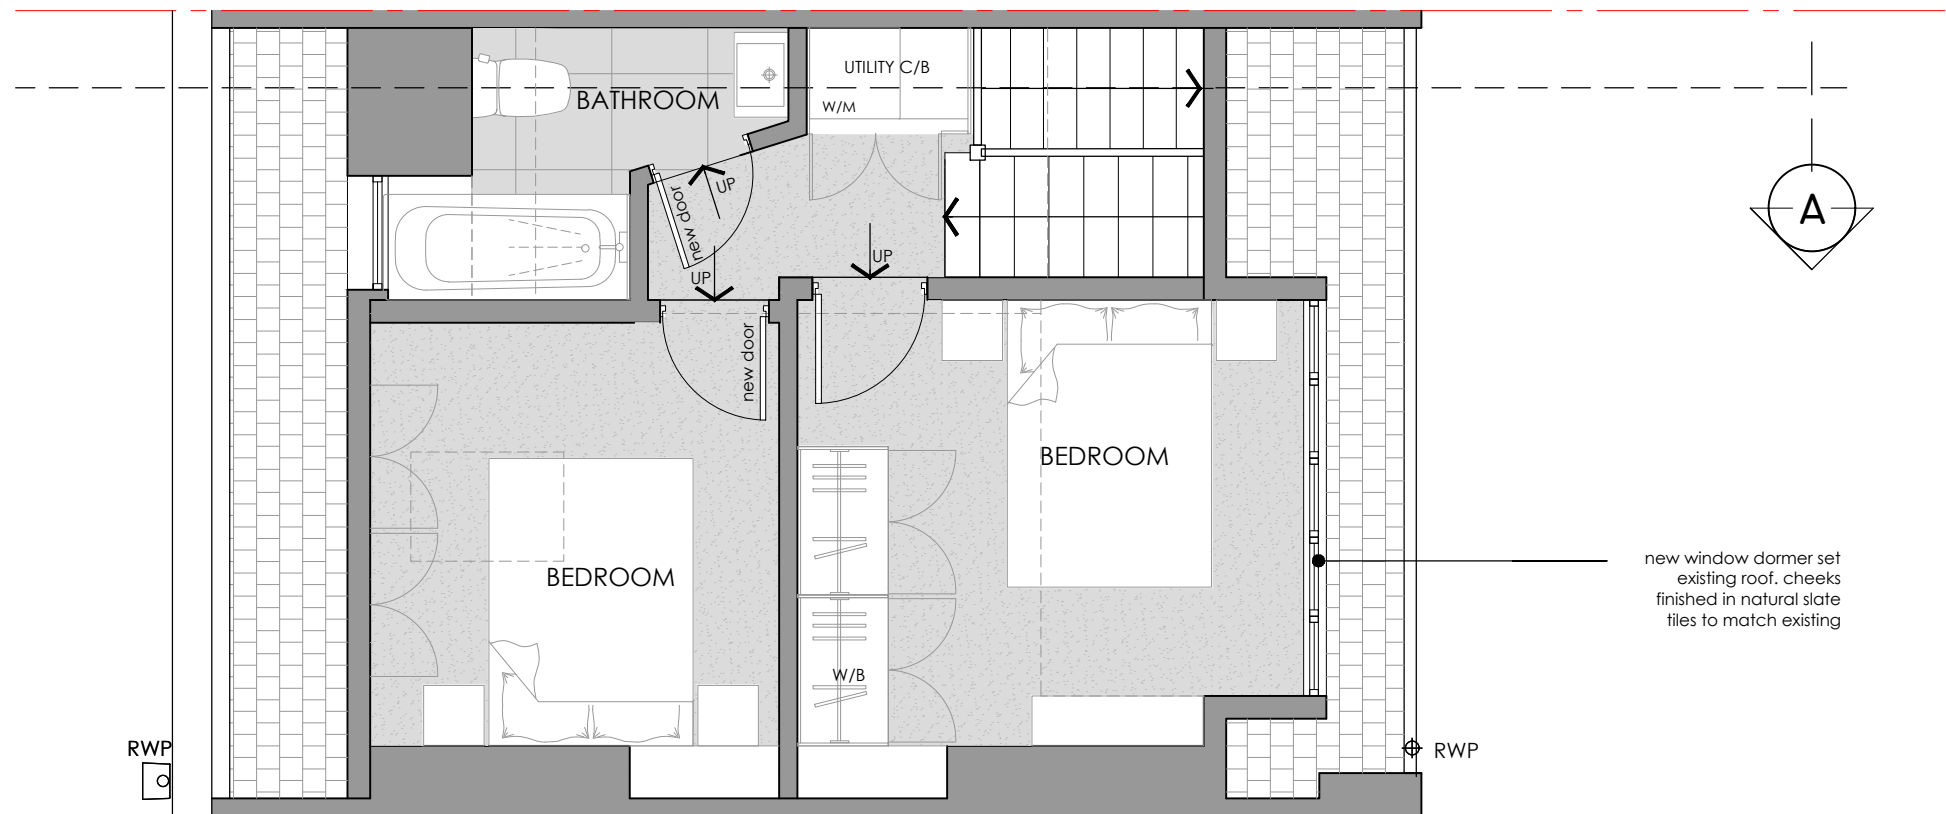 UTILITY C/B
BATHROOM
W/M
UP
new door
A
UP
UP
new door
BEDROOM
new window dormer set
existing roof. cheeks
finished in natural slate
tiles to match existing
BEDROOM
W/B
RWP
RWP